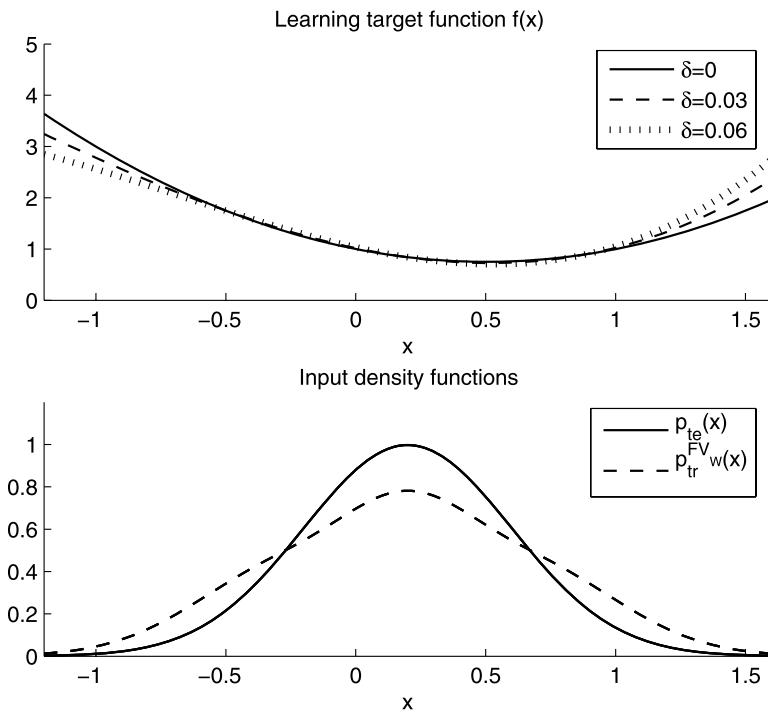 Learning target function f(x)
5
4
3
2
1
0
δ=0
δ=0.03
δ=0.06
−1 −0.5 0 0.5 1 1.5
x
Input density functions
1
0.8
0.6
0.4
0.2
0
p_te(x)
p_tr^FV_W(x)
−1 −0.5 0 0.5 1 1.5
x